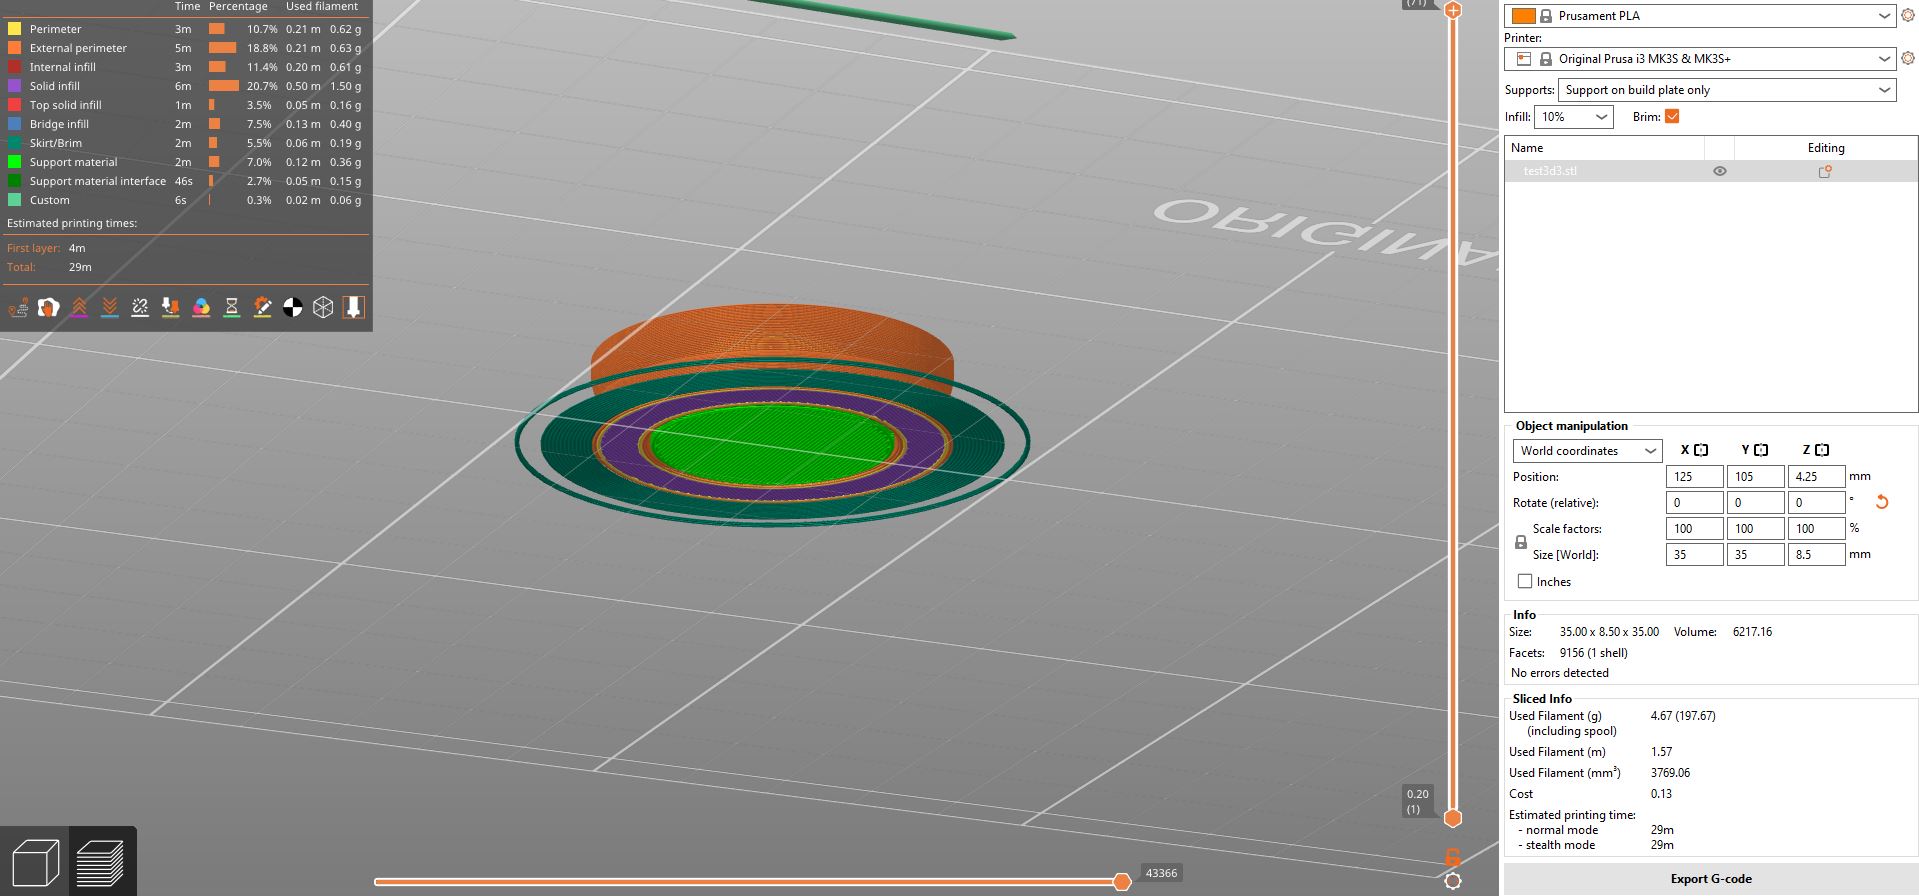 Time Percentage Used filament
Perimeter 3m 10.7% 0.21 m 0.62 g
External perimeter 5m 18.8% 0.21 m 0.63 g
Internal infill 3m 11.4% 0.20 m 0.61 g
Solid infill 6m 20.7% 0.50 m 1.50 g
Top solid infill 1m 3.5% 0.05 m 0.16 g
Bridge infill 2m 7.5% 0.13 m 0.40 g
Skirt/Brim 2m 5.5% 0.06 m 0.19 g
Support material 2m 7.0% 0.12 m 0.36 g
Support material interface 46s 2.7% 0.05 m 0.15 g
Custom 6s 0.3% 0.02 m 0.06 g
Estimated printing times:
First layer: 4m
Total: 29m
ORIGINA
(71)
0.20
(1)
43366
Prusament PLA
Printer:
Original Prusa i3 MK3S & MK3S+
Supports: Support on build plate only
Infill: 10% Brim:
Name Editing
test3d3.stl
Object manipulation
World coordinates X Y Z
Position: 125 105 4.25 mm
Rotate (relative): 0 0 0 °
Scale factors: 100 100 100 %
Size [World]: 35 35 8.5 mm
Inches
Info
Size: 35.00 x 8.50 x 35.00 Volume: 6217.16
Facets: 9156 (1 shell)
No errors detected
Sliced Info
Used Filament (g) 4.67 (197.67)
(including spool)
Used Filament (m) 1.57
Used Filament (mm³) 3769.06
Cost 0.13
Estimated printing time:
- normal mode 29m
- stealth mode 29m
Export G-code